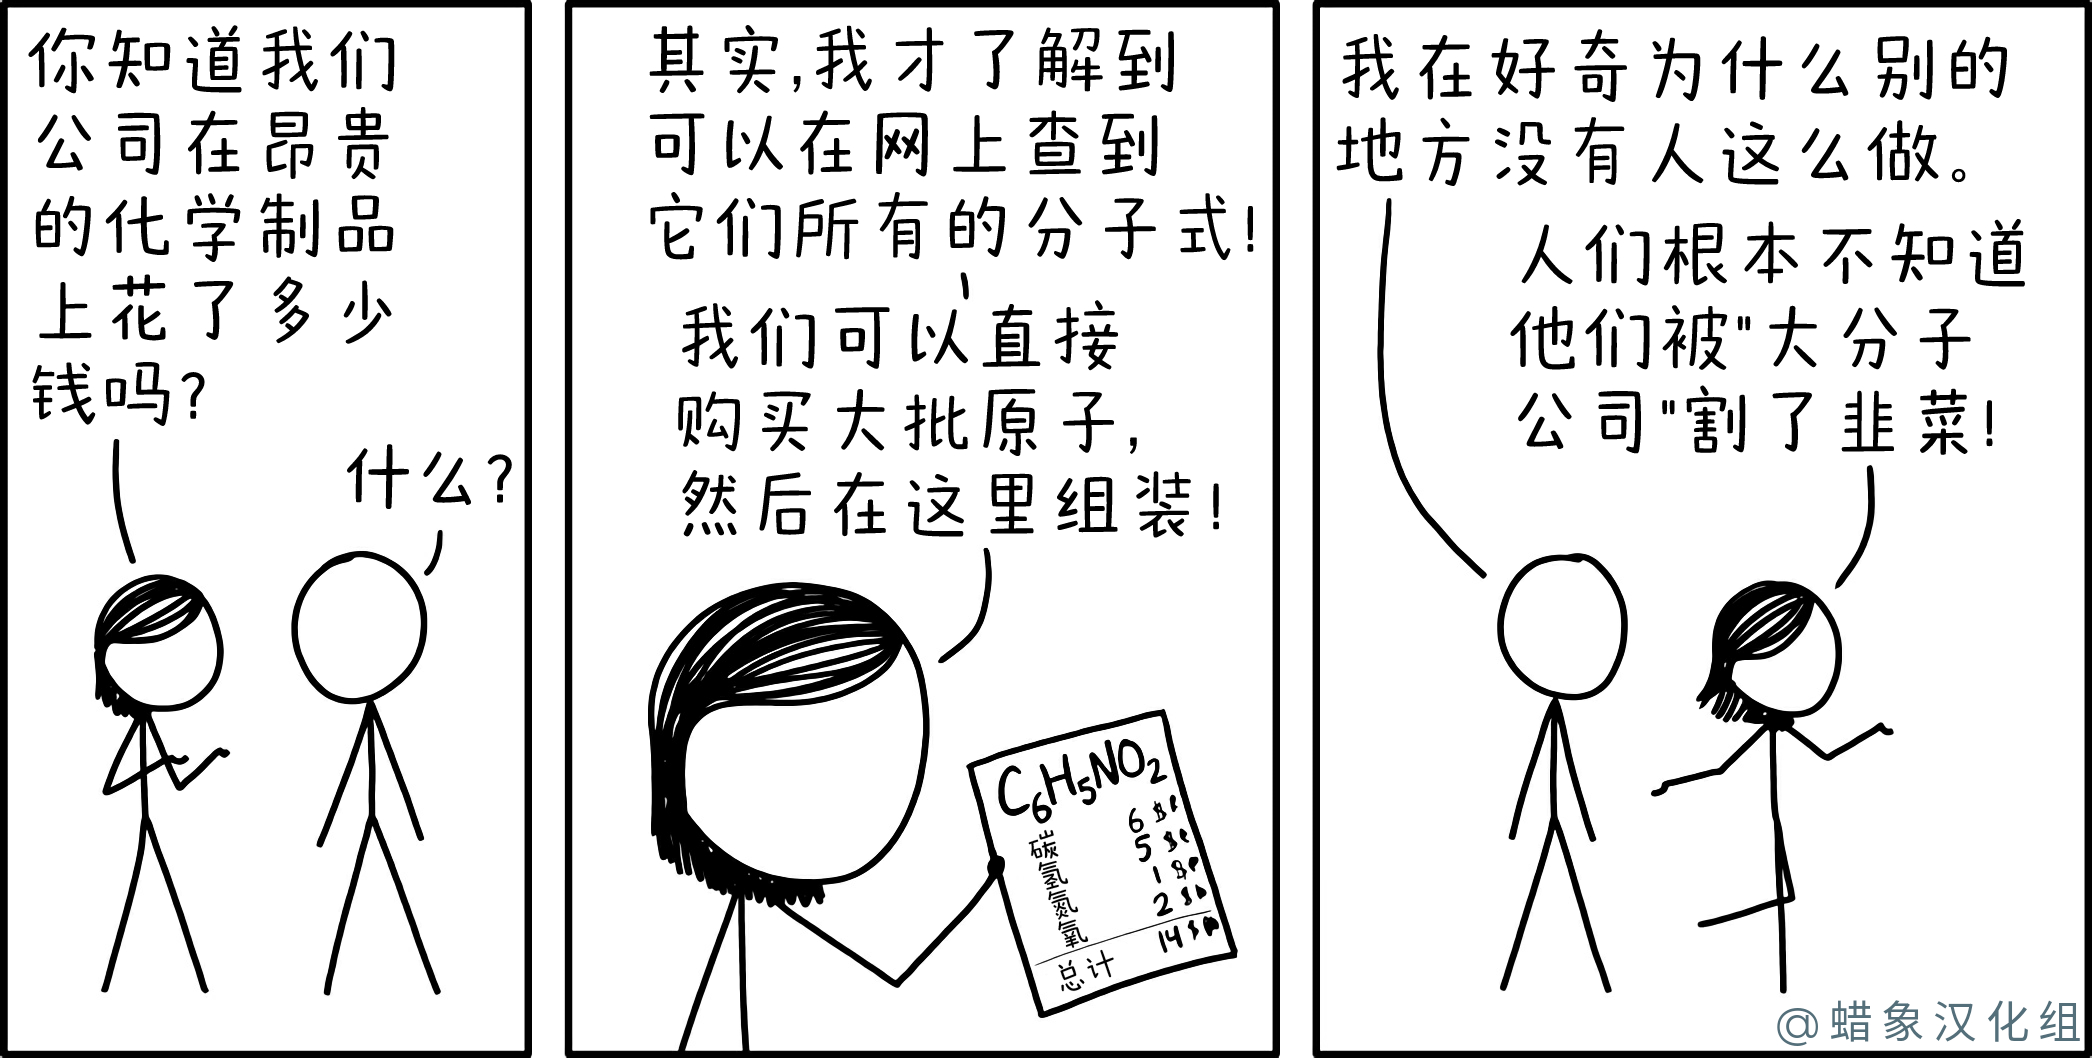 你知道我们
公司在昂贵
的化学制品
上花了多少
钱吗?
什么?
其实,我才了解到
可以在网上查到
它们所有的分子式!
我们可以直接
购买大批原子,
然后在这里组装!
C₆H₅NO₂
碳 6
氢 5
氮 1
氧 2
总计 14
我在好奇为什么别的
地方没有人这么做。
人们根本不知道
他们被"大分子
公司"割了韭菜!
@蜡象汉化组